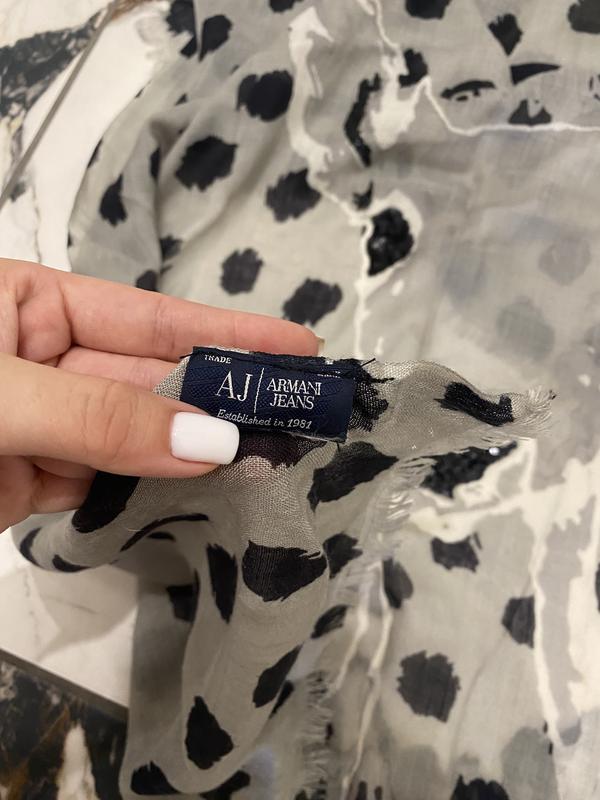 TRADE
AJ
ARMANI
JEANS
Established in 1981